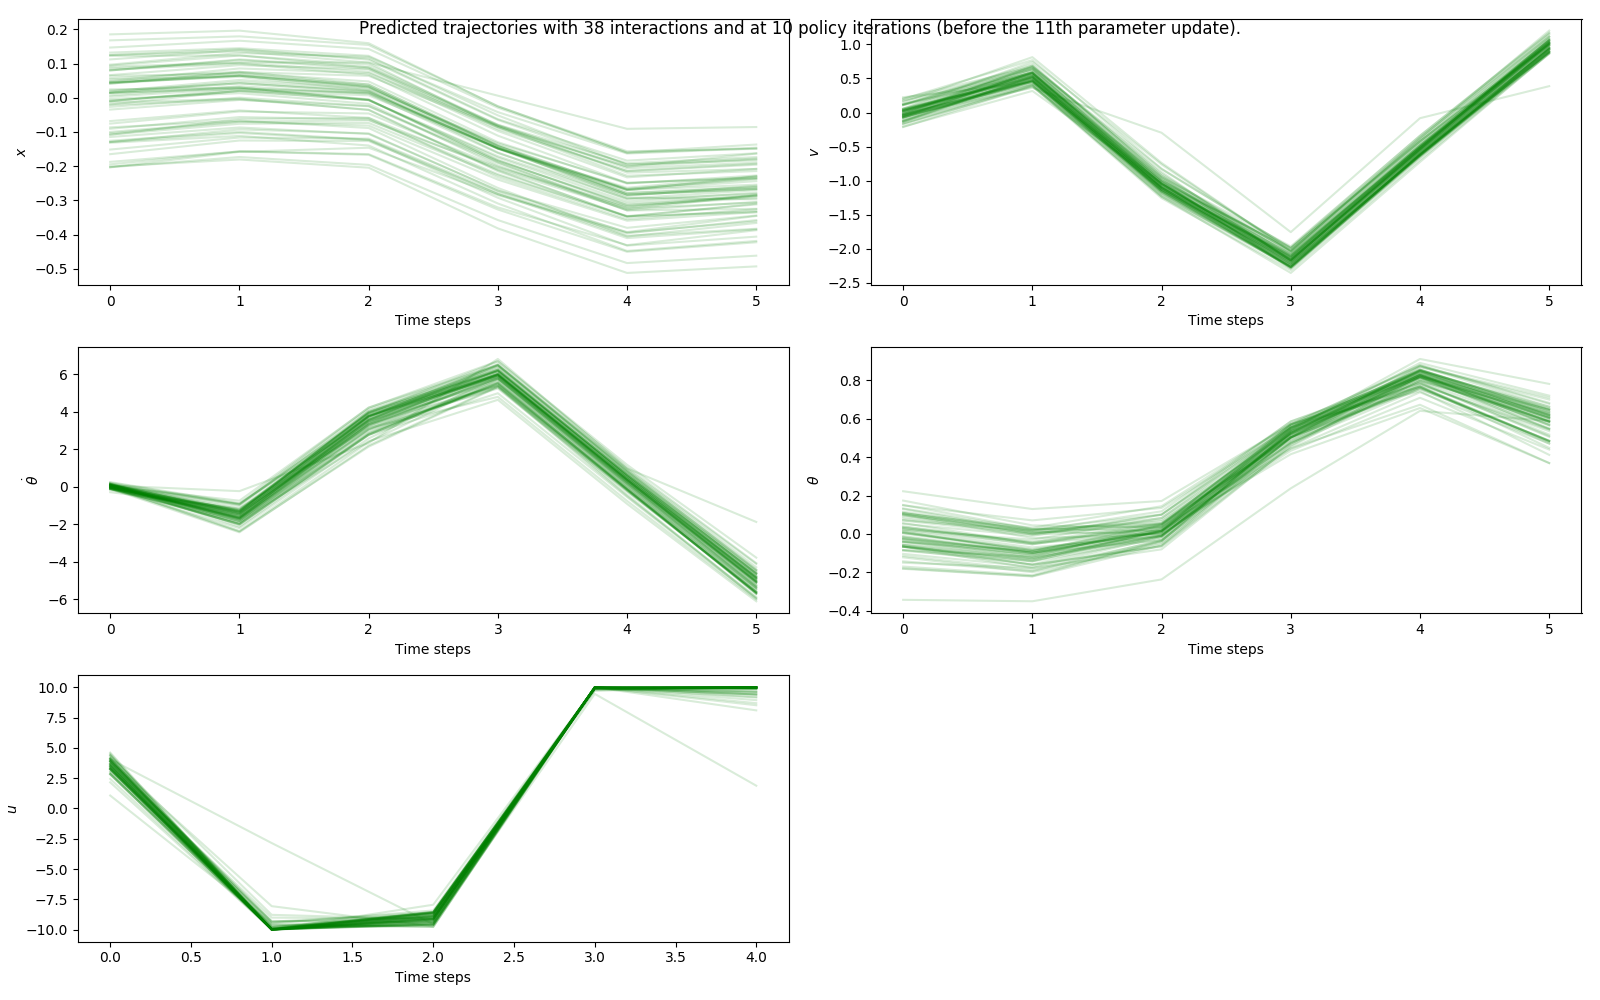 Predicted trajectories with 38 interactions and at 10 policy iterations (before the 11th parameter update).
0.2
0.1
0.0
−0.1
−0.2
−0.3
−0.4
−0.5
x
0 1 2 3 4 5
Time steps
1.0
0.5
0.0
−0.5
−1.0
−1.5
−2.0
−2.5
v
0 1 2 3 4 5
Time steps
6
4
2
0
−2
−4
−6
θ̇
0 1 2 3 4 5
Time steps
0.8
0.6
0.4
0.2
0.0
−0.2
−0.4
θ
0 1 2 3 4 5
Time steps
10.0
7.5
5.0
2.5
0.0
−2.5
−5.0
−7.5
−10.0
u
0.0 0.5 1.0 1.5 2.0 2.5 3.0 3.5 4.0
Time steps